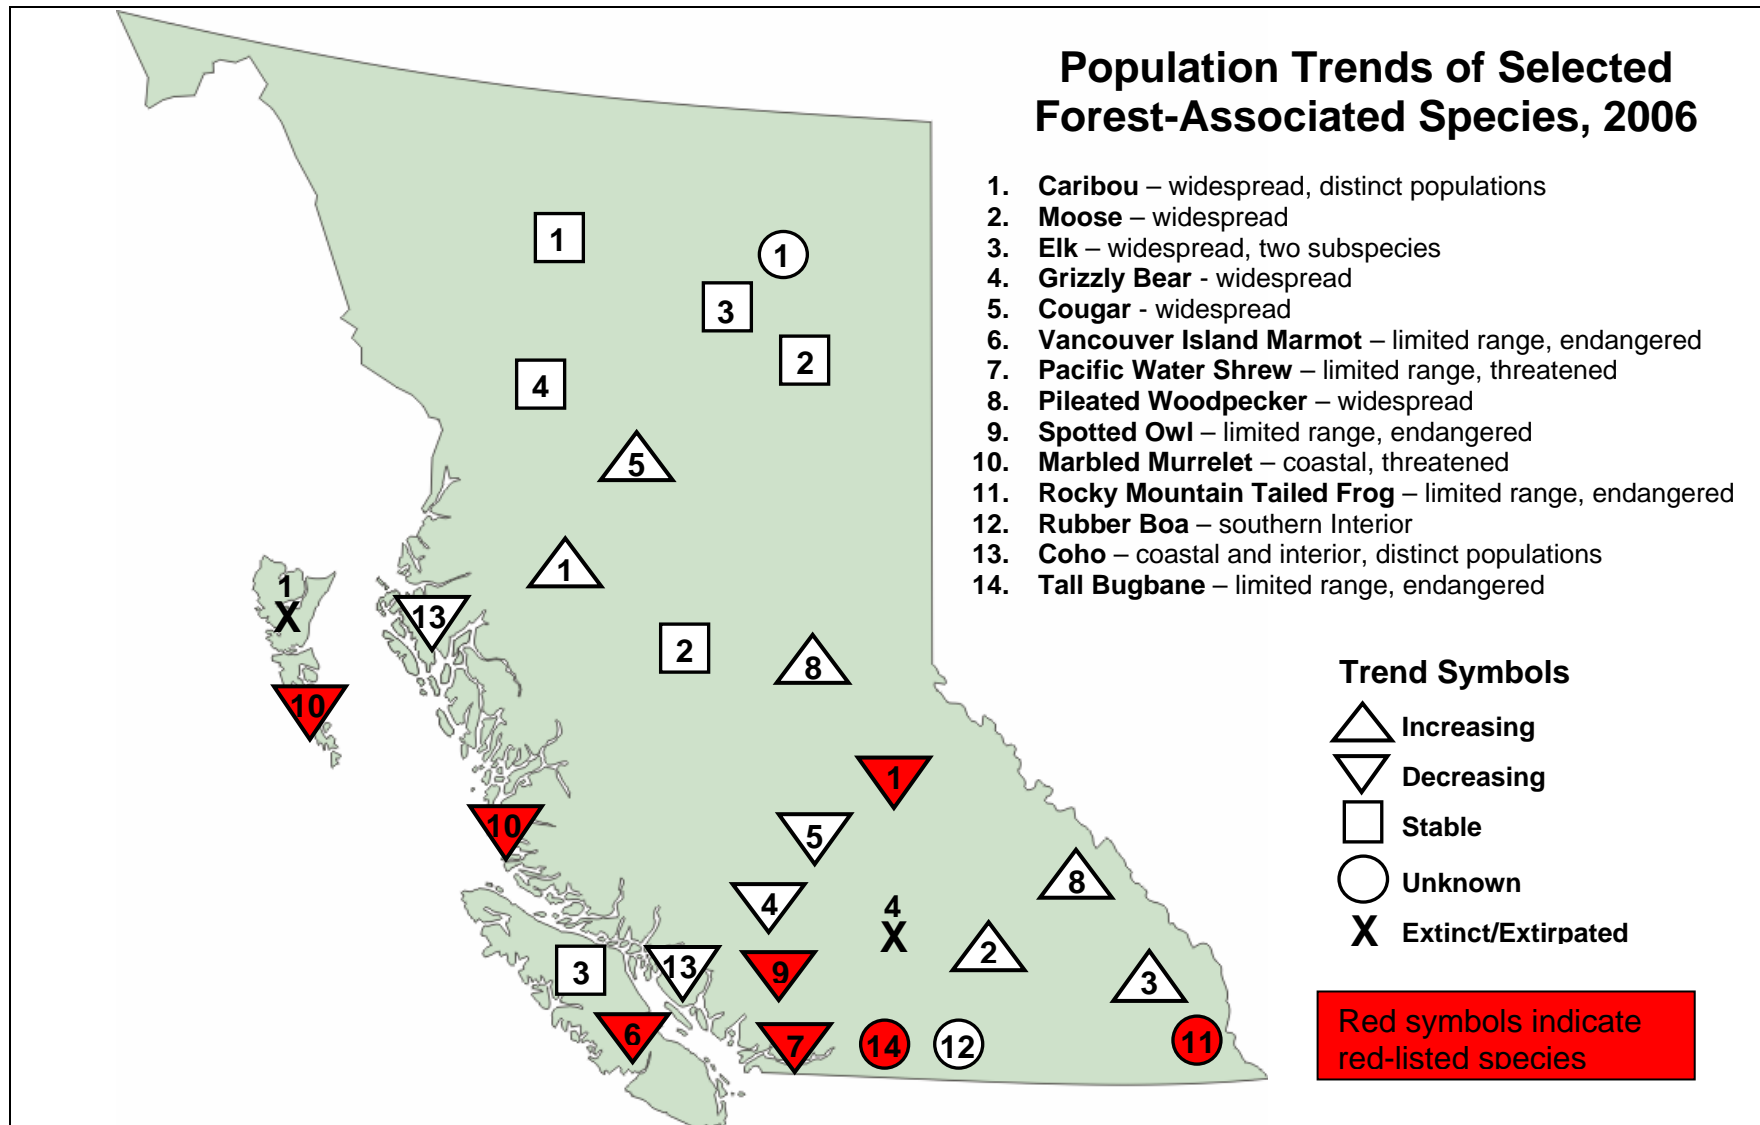 Population Trends of Selected
Forest-Associated Species, 2006
1. Caribou – widespread, distinct populations
2. Moose – widespread
3. Elk – widespread, two subspecies
4. Grizzly Bear - widespread
5. Cougar - widespread
6. Vancouver Island Marmot – limited range, endangered
7. Pacific Water Shrew – limited range, threatened
8. Pileated Woodpecker – widespread
9. Spotted Owl – limited range, endangered
10. Marbled Murrelet – coastal, threatened
11. Rocky Mountain Tailed Frog – limited range, endangered
12. Rubber Boa – southern Interior
13. Coho – coastal and interior, distinct populations
14. Tall Bugbane – limited range, endangered
Trend Symbols
Increasing
Decreasing
Stable
Unknown
X Extinct/Extirpated
Red symbols indicate
red-listed species
1
1
3
2
4
5
1
1
X
13
2
8
10
1
10
5
8
4
4
X
2
3
13
9
3
6
7
14
12
11